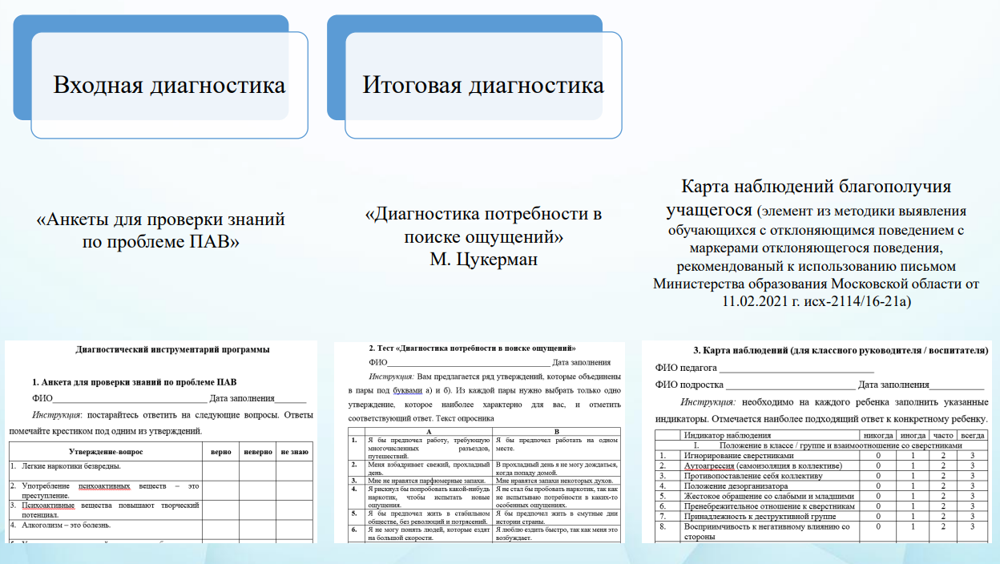 Входная диагностика
Итоговая диагностика
«Анкеты для проверки знаний
по проблеме ПАВ»
«Диагностика потребности в
поиске ощущений»
М. Цукерман
Карта наблюдений благополучия
учащегося (элемент из методики выявления
обучающихся с отклоняющимся поведением с
маркерами отклоняющегося поведения,
рекомендованый к использованию письмом
Министерства образования Московской области от
11.02.2021 г. исх-2114/16-21а)
Диагностический инструментарий программы
1. Анкета для проверки знаний по проблеме ПАВ
ФИО__________________ Дата заполнения_______
Инструкция: постарайтесь ответить на следующие вопросы. Ответы
помечайте крестиком под одним из утверждений.
Утверждение-вопрос верно неверно не знаю
1. Легкие наркотики безвредны.
2. Употребление психоактивных веществ – это
преступление.
3. Психоактивные вещества повышают творческий
потенциал.
4. Алкоголизм – это болезнь.
2. Тест «Диагностика потребности в поиске ощущений»
ФИО__________________ Дата заполнения
Инструкция: Вам предлагается ряд утверждений, которые объединены
в пары под буквами а) и б). Из каждой пары нужно выбрать только одно
утверждение, которое наиболее характерно для вас, и отметить
соответствующий ответ. Текст опросника
А В
1. Я бы предпочел работу, требующую Я бы предпочел работать на одном
многочисленных разъездов, месте.
путешествий.
2. Меня взбадривает свежий, прохладный В прохладный день я не могу дождаться,
день. когда попаду домой.
3. Мне не нравятся парфюмерные запахи. Мне нравятся запахи некоторых духов.
4. Я рискнул бы попробовать какой-нибудь Я не стал бы пробовать наркотик, так как
наркотик, чтобы испытать новые не испытываю потребности в каких-то
ощущения. особенных ощущениях.
5. Я бы предпочел жить в стабильном Я бы предпочел жить в смутные дни
обществе, без революций и потрясений. истории страны.
6. Я не могу понять людей, которые ездят Я люблю ездить быстро, так как меня это
на большой скорости. возбуждает.
3. Карта наблюдений (для классного руководителя / воспитателя)
ФИО педагога __________________
ФИО подростка __________________ Дата заполнения____________
Инструкция: необходимо на каждого ребенка заполнить указанные
индикаторы. Отмечается наиболее подходящий ответ к конкретному ребенку.
Индикатор наблюдения никогда иногда часто всегда
I. Положение в классе / группе и взаимоотношение со сверстниками
1. Игнорирование сверстниками 0 1 2 3
2. Аутоагрессия (самоизоляция в коллективе) 0 1 2 3
3. Противопоставление себя коллективу 0 1 2 3
4. Положение дезорганизатора 0 1 2 3
5. Жестокое обращение со слабыми и младшими 0 1 2 3
6. Пренебрежительное отношение к сверстникам 0 1 2 3
7. Принадлежность к деструктивной группе 0 1 2 3
8. Восприимчивость к негативному влиянию со 0 1 2 3
стороны